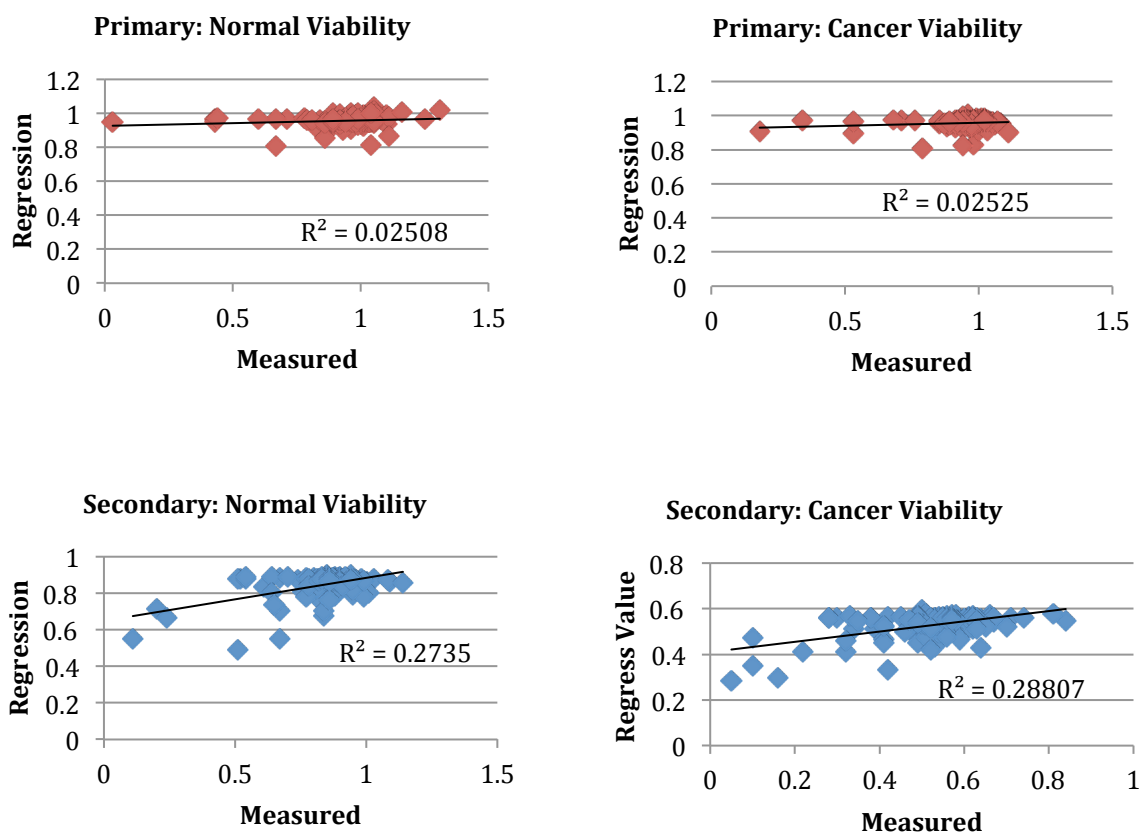 Primary: Normal Viability
1.2
1
0.8
0.6
0.4
0.2
0
Regression
R² = 0.02508
0 0.5 1 1.5
Measured
Primary: Cancer Viability
1.2
1
0.8
0.6
0.4
0.2
0
Regression
R² = 0.02525
0 0.5 1 1.5
Measured
Secondary: Normal Viability
1
0.8
0.6
0.4
0.2
0
Regression
R² = 0.2735
0 0.5 1 1.5
Measured
Secondary: Cancer Viability
0.8
0.6
0.4
0.2
0
Regress Value
R² = 0.28807
0 0.2 0.4 0.6 0.8 1
Measured